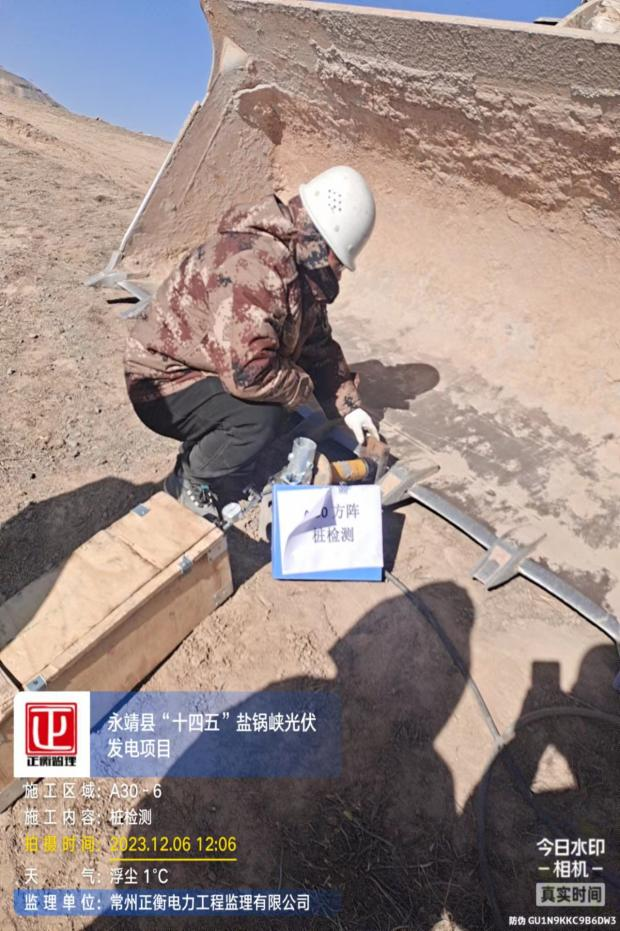 方阵
桩检测
正衡监理
永靖县“十四五”盐锅峡光伏
发电项目
施工区域：A30-6
施工内容：桩检测
拍摄时间：2023.12.06 12:06
天气：浮尘 1℃
监理单位：常州正衡电力工程监理有限公司
今日水印
-相机-
真实时间
防伪 GU1N9KKC9B6DW3